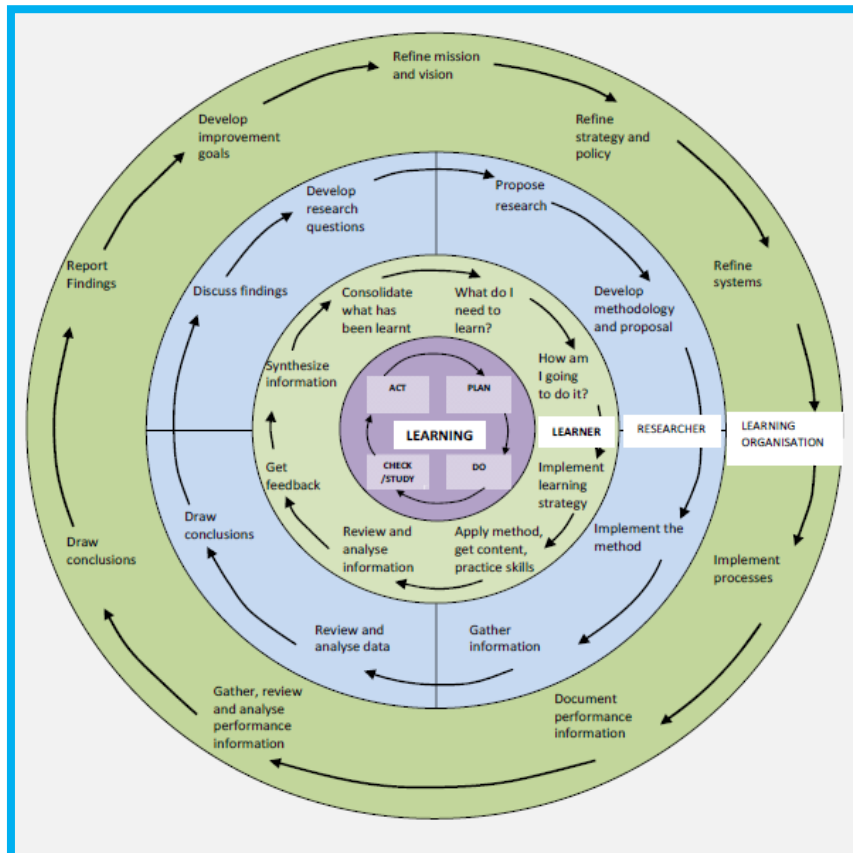 Refine mission
and vision
Refine
strategy and
policy
Refine
systems
LEARNING
ORGANISATION
Implement
processes
Document
performance
information
Gather, review
and analyse
performance
information
Draw
conclusions
Report
Findings
Develop
improvement
goals
Propose
research
Develop
methodology
and proposal
RESEARCHER
Implement the
method
Gather
information
Review and
analyse data
Draw
conclusions
Discuss findings
Develop
research
questions
What do I
need to
learn?
How am
I going
to do it?
LEARNER
Implement
learning
strategy
Apply method,
get content,
practice skills
Review and
analyse
information
Get
feedback
Synthesize
information
Consolidate
what has
been learnt
ACT
PLAN
LEARNING
CHECK
/STUDY
DO